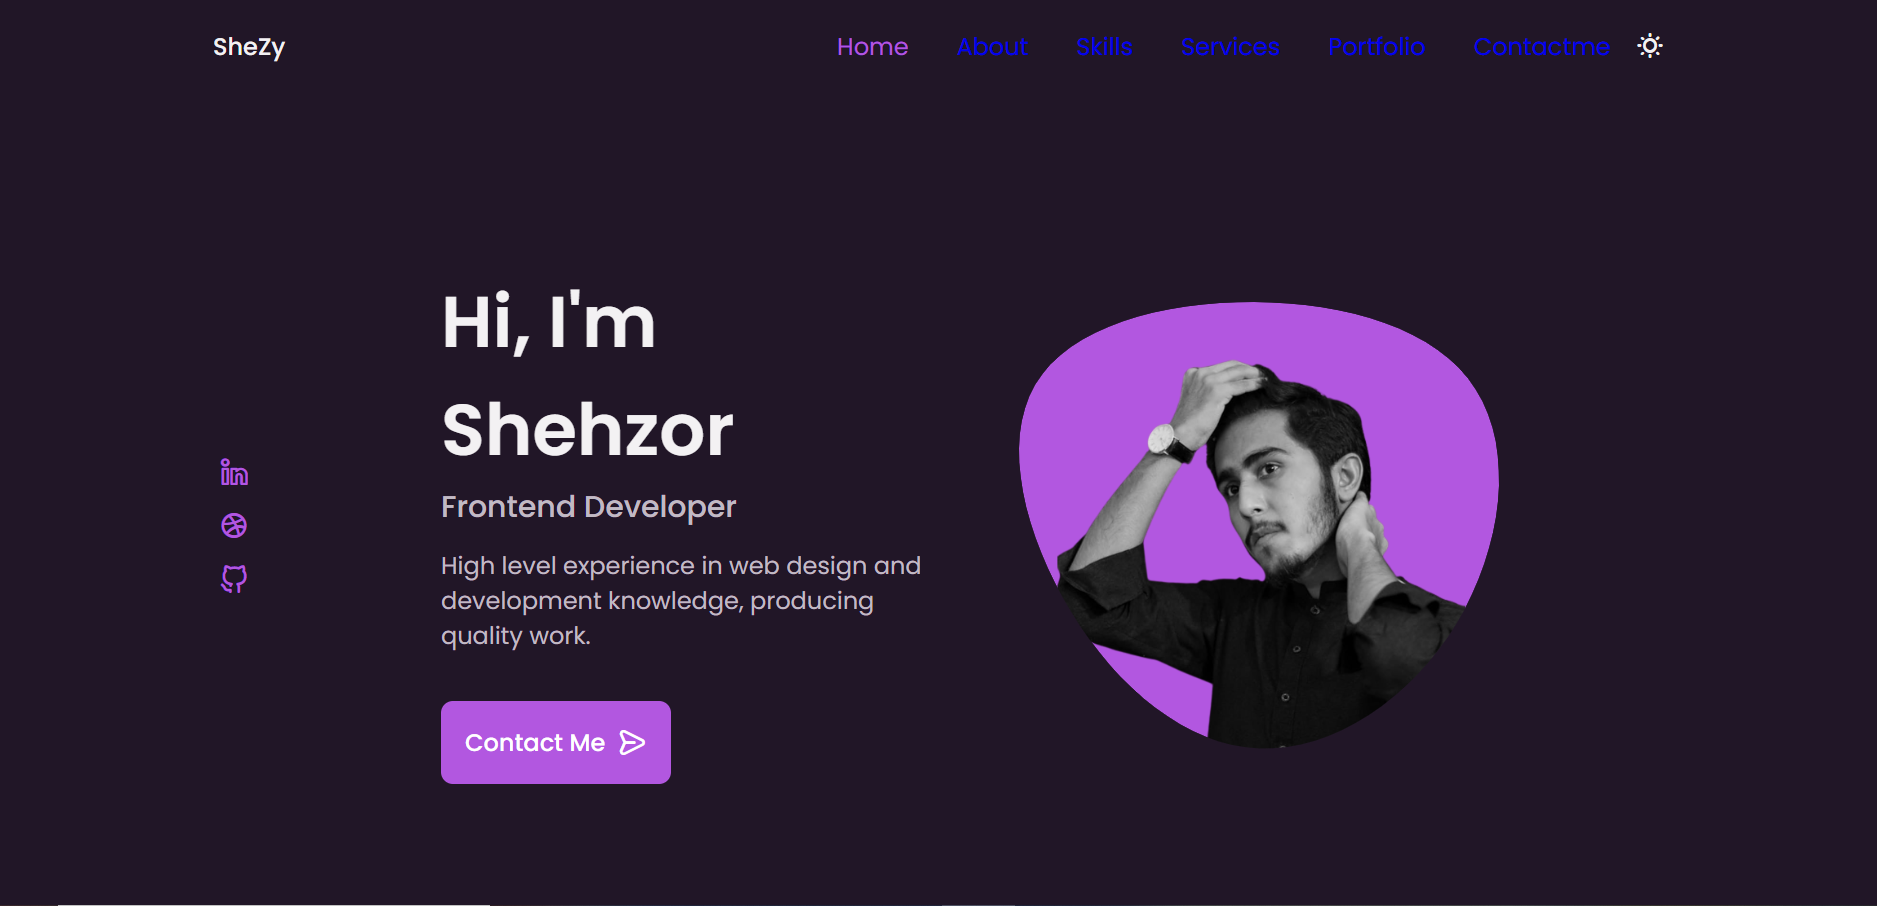 SheZy
Home About Skills Services Portfolio Contactme
Hi, I'm
Shehzor
Frontend Developer
High level experience in web design and
development knowledge, producing
quality work.
Contact Me